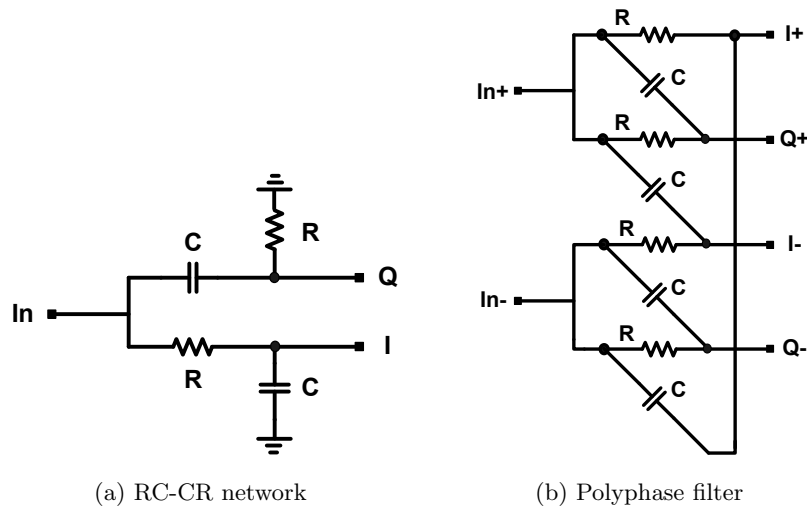 R
I+
C
In+
R
Q+
C
R
I-
R
C
Q
In-
C
In
I
R
Q-
R
C
C
(a) RC-CR network
(b) Polyphase filter